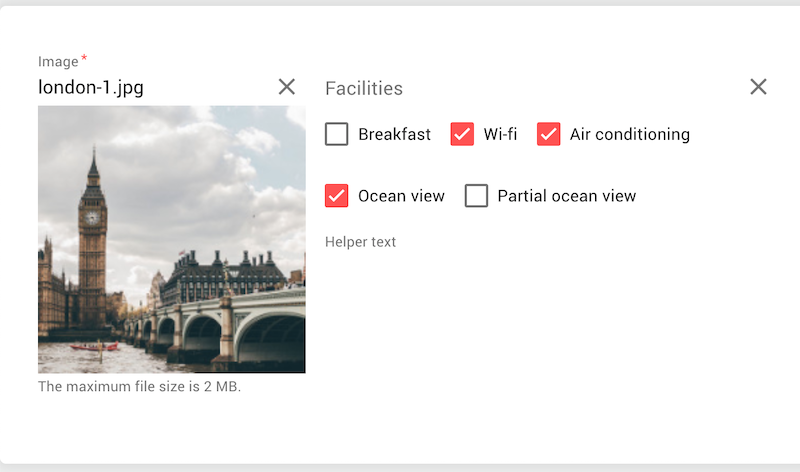 Image*
london-1.jpg
Facilities
Breakfast Wi-fi Air conditioning
Ocean view Partial ocean view
Helper text
The maximum file size is 2 MB.